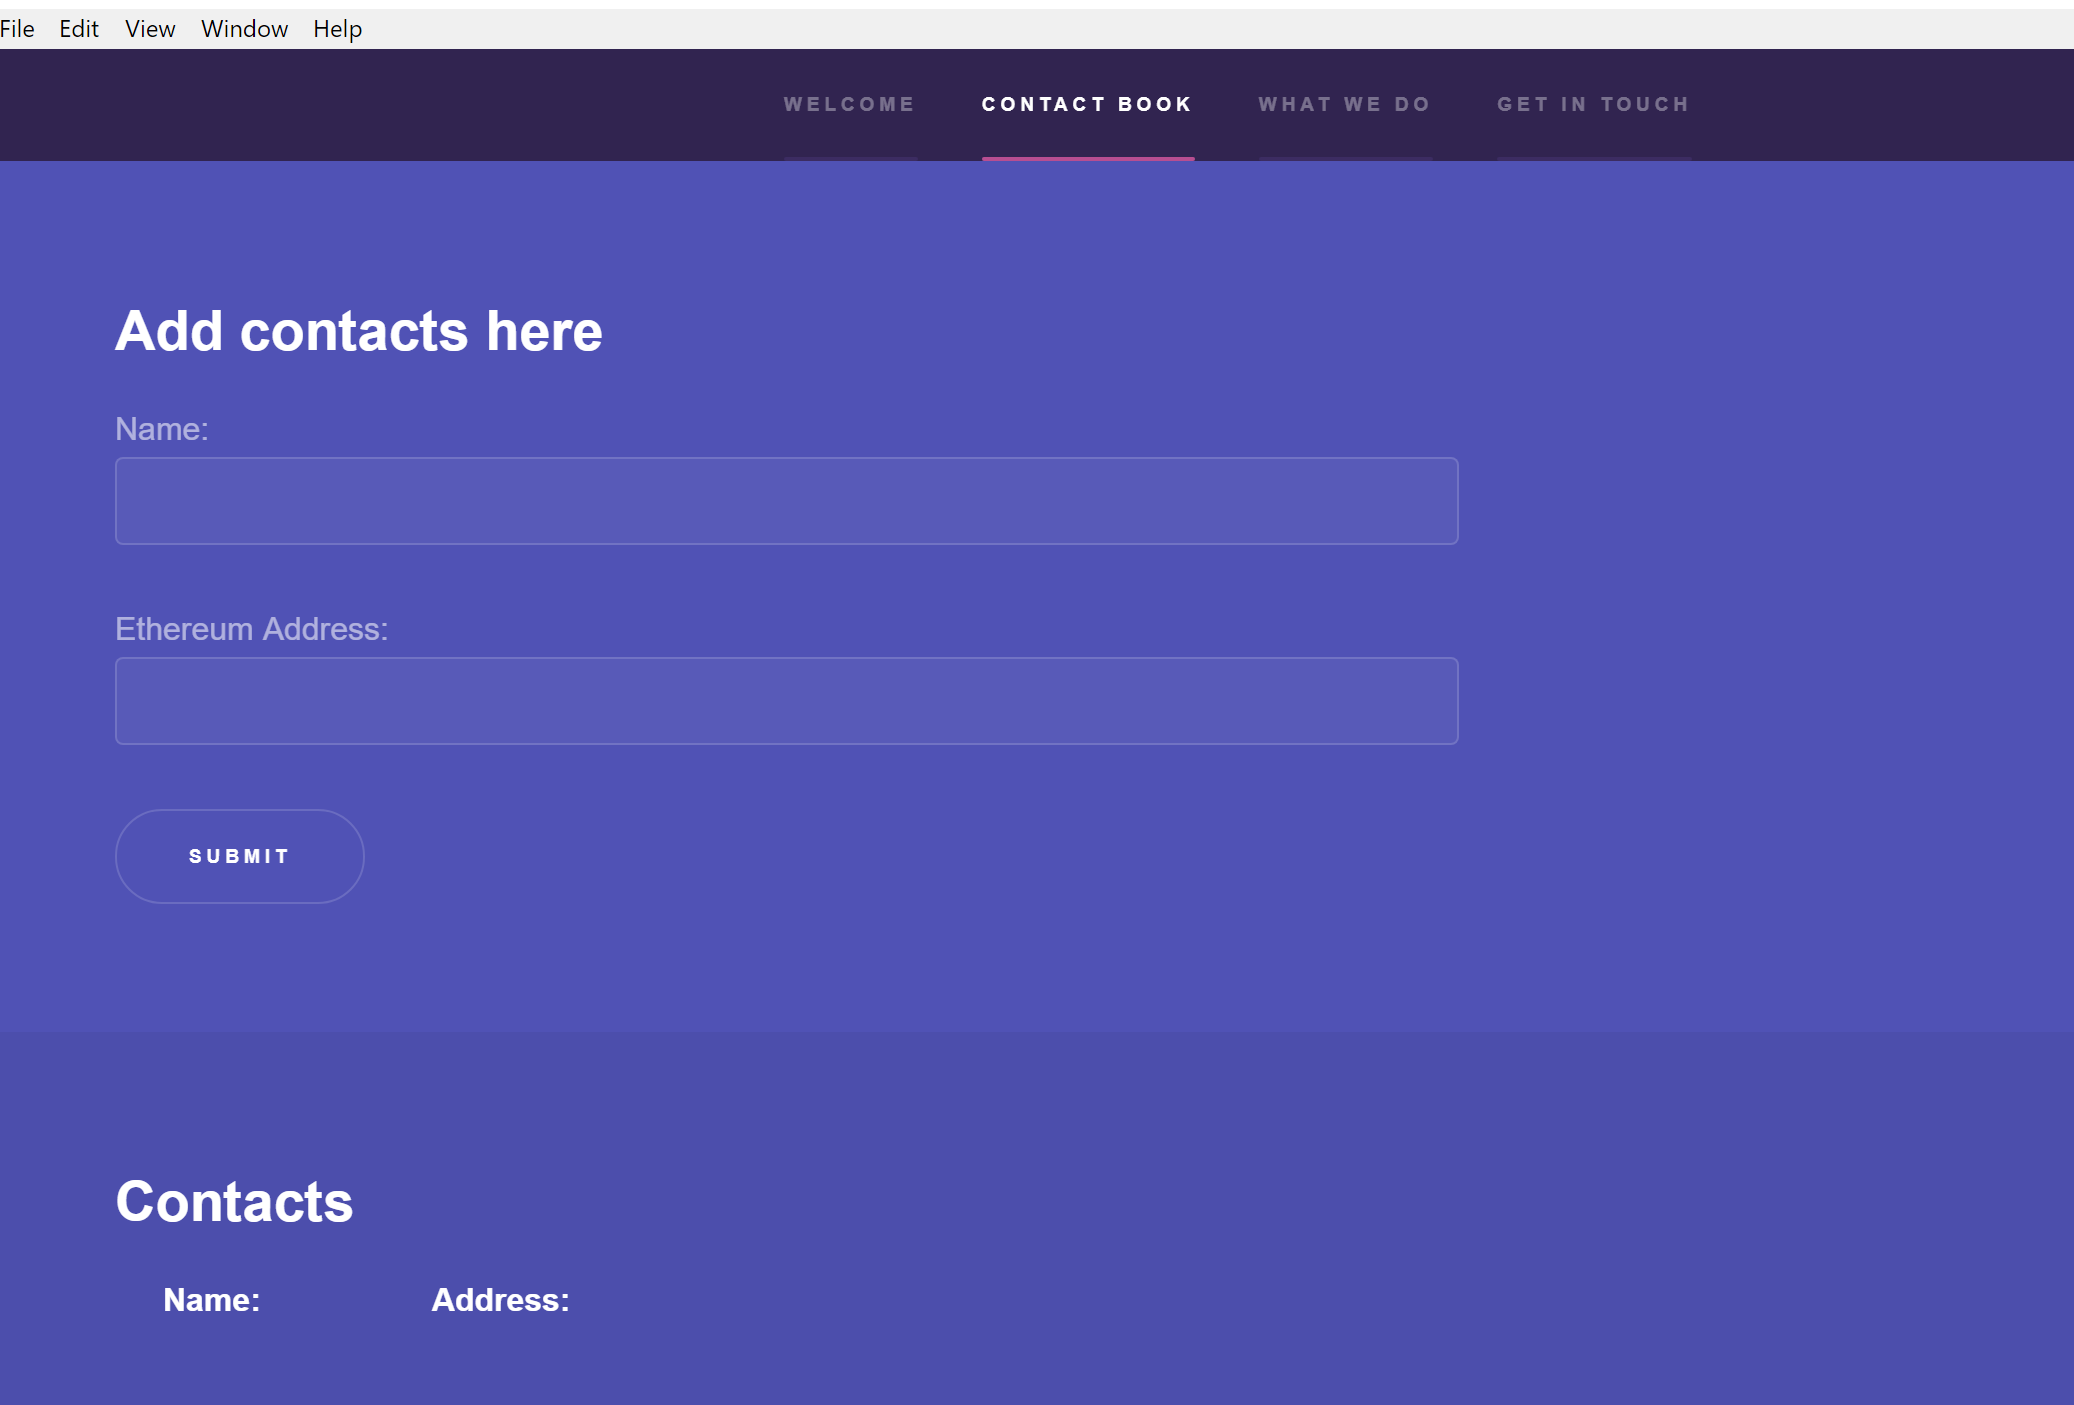 File Edit View Window Help
WELCOME CONTACT BOOK WHAT WE DO GET IN TOUCH
Add contacts here
Name:
Ethereum Address:
SUBMIT
Contacts
Name: Address: